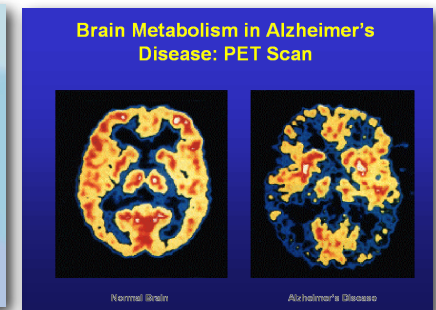 Brain Metabolism in Alzheimer's
Disease: PET Scan
Normal Brain
Alzheimer's Disease